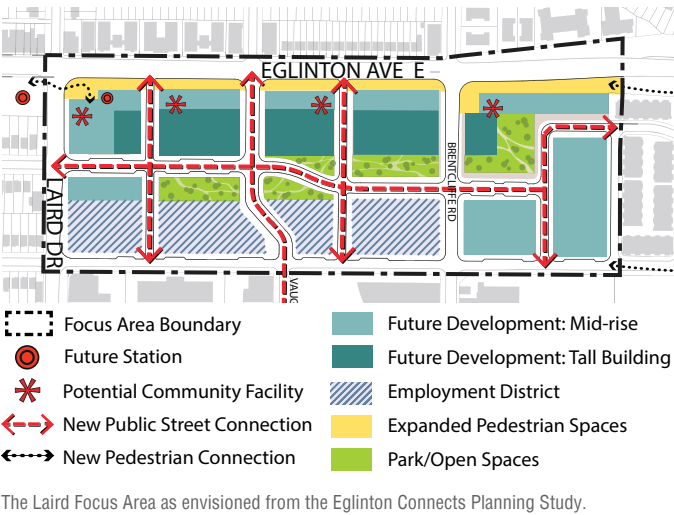 EGLINTON AVE E
BRENTCLIFFE RD
LAIRD DR
VAUG
Focus Area Boundary
Future Station
Potential Community Facility
New Public Street Connection
New Pedestrian Connection
Future Development: Mid-rise
Future Development: Tall Building
Employment District
Expanded Pedestrian Spaces
Park/Open Spaces
The Laird Focus Area as envisioned from the Eglinton Connects Planning Study.